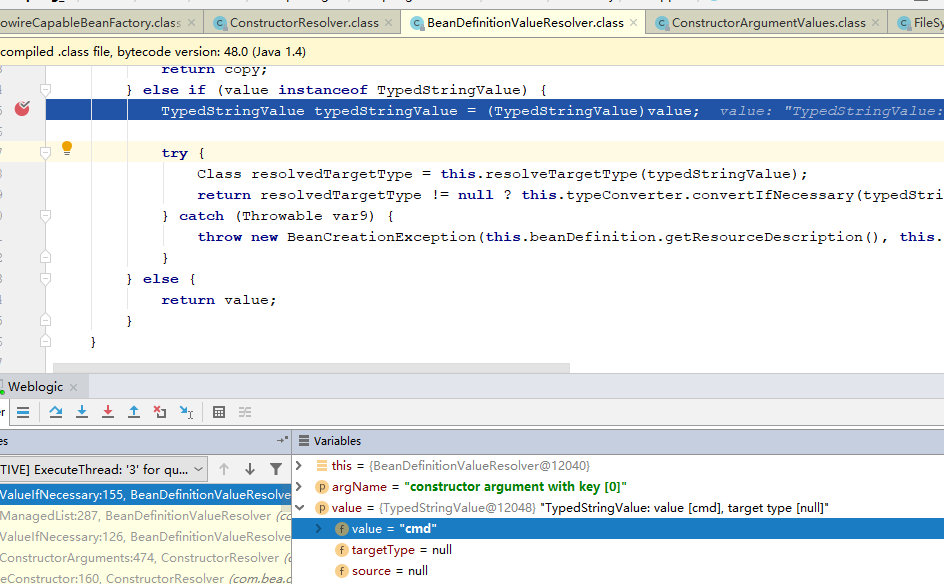 owireCapableBeanFactory.class ConstructorResolver.class BeanDefinitionValueResolver.class ConstructorArgumentValues.class FileSy
compiled .class file, bytecode version: 48.0 (Java 1.4)
return copy;
} else if (value instanceof TypedStringValue) {
TypedStringValue typedStringValue = (TypedStringValue)value; value: "TypedStringValue:
try {
Class resolvedTargetType = this.resolveTargetType(typedStringValue);
return resolvedTargetType != null ? this.typeConverter.convertIfNecessary(typedStri
} catch (Throwable var9) {
throw new BeanCreationException(this.beanDefinition.getResourceDescription(), this.
}
} else {
return value;
}
}
Weblogic
er
es
Variables
TIVE] ExecuteThread: '3' for qu...
this = {BeanDefinitionValueResolver@12040}
ValueIfNecessary:155, BeanDefinitionValueResolve
argName = "constructor argument with key [0]"
ManagedList:287, BeanDefinitionValueResolver (co
value = {TypedStringValue@12048} "TypedStringValue: value [cmd], target type [null]"
ValueIfNecessary:126, BeanDefinitionValueResolve
value = "cmd"
ConstructorArguments:474, ConstructorResolver (
targetType = null
eConstructor:160, ConstructorResolver (com.bea.c
source = null